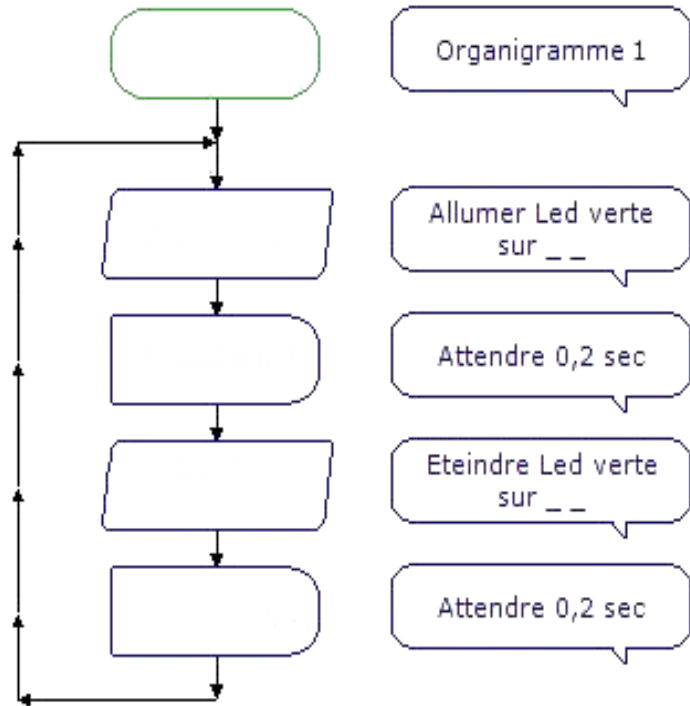 Organigramme 1
Allumer Led verte
sur _ _
Attendre 0,2 sec
Eteindre Led verte
sur _ _
Attendre 0,2 sec